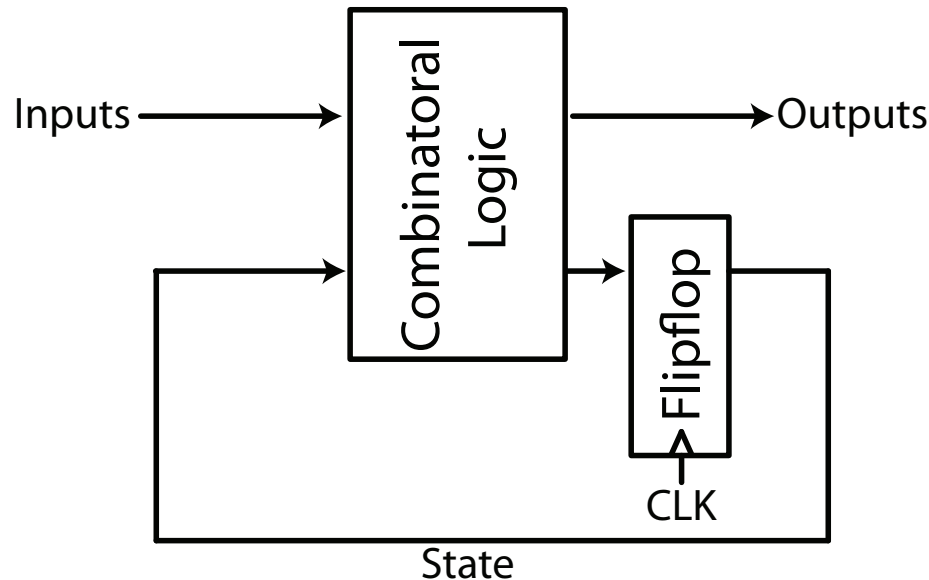 Inputs
Combinatoral
Logic
Outputs
Flipflop
CLK
State